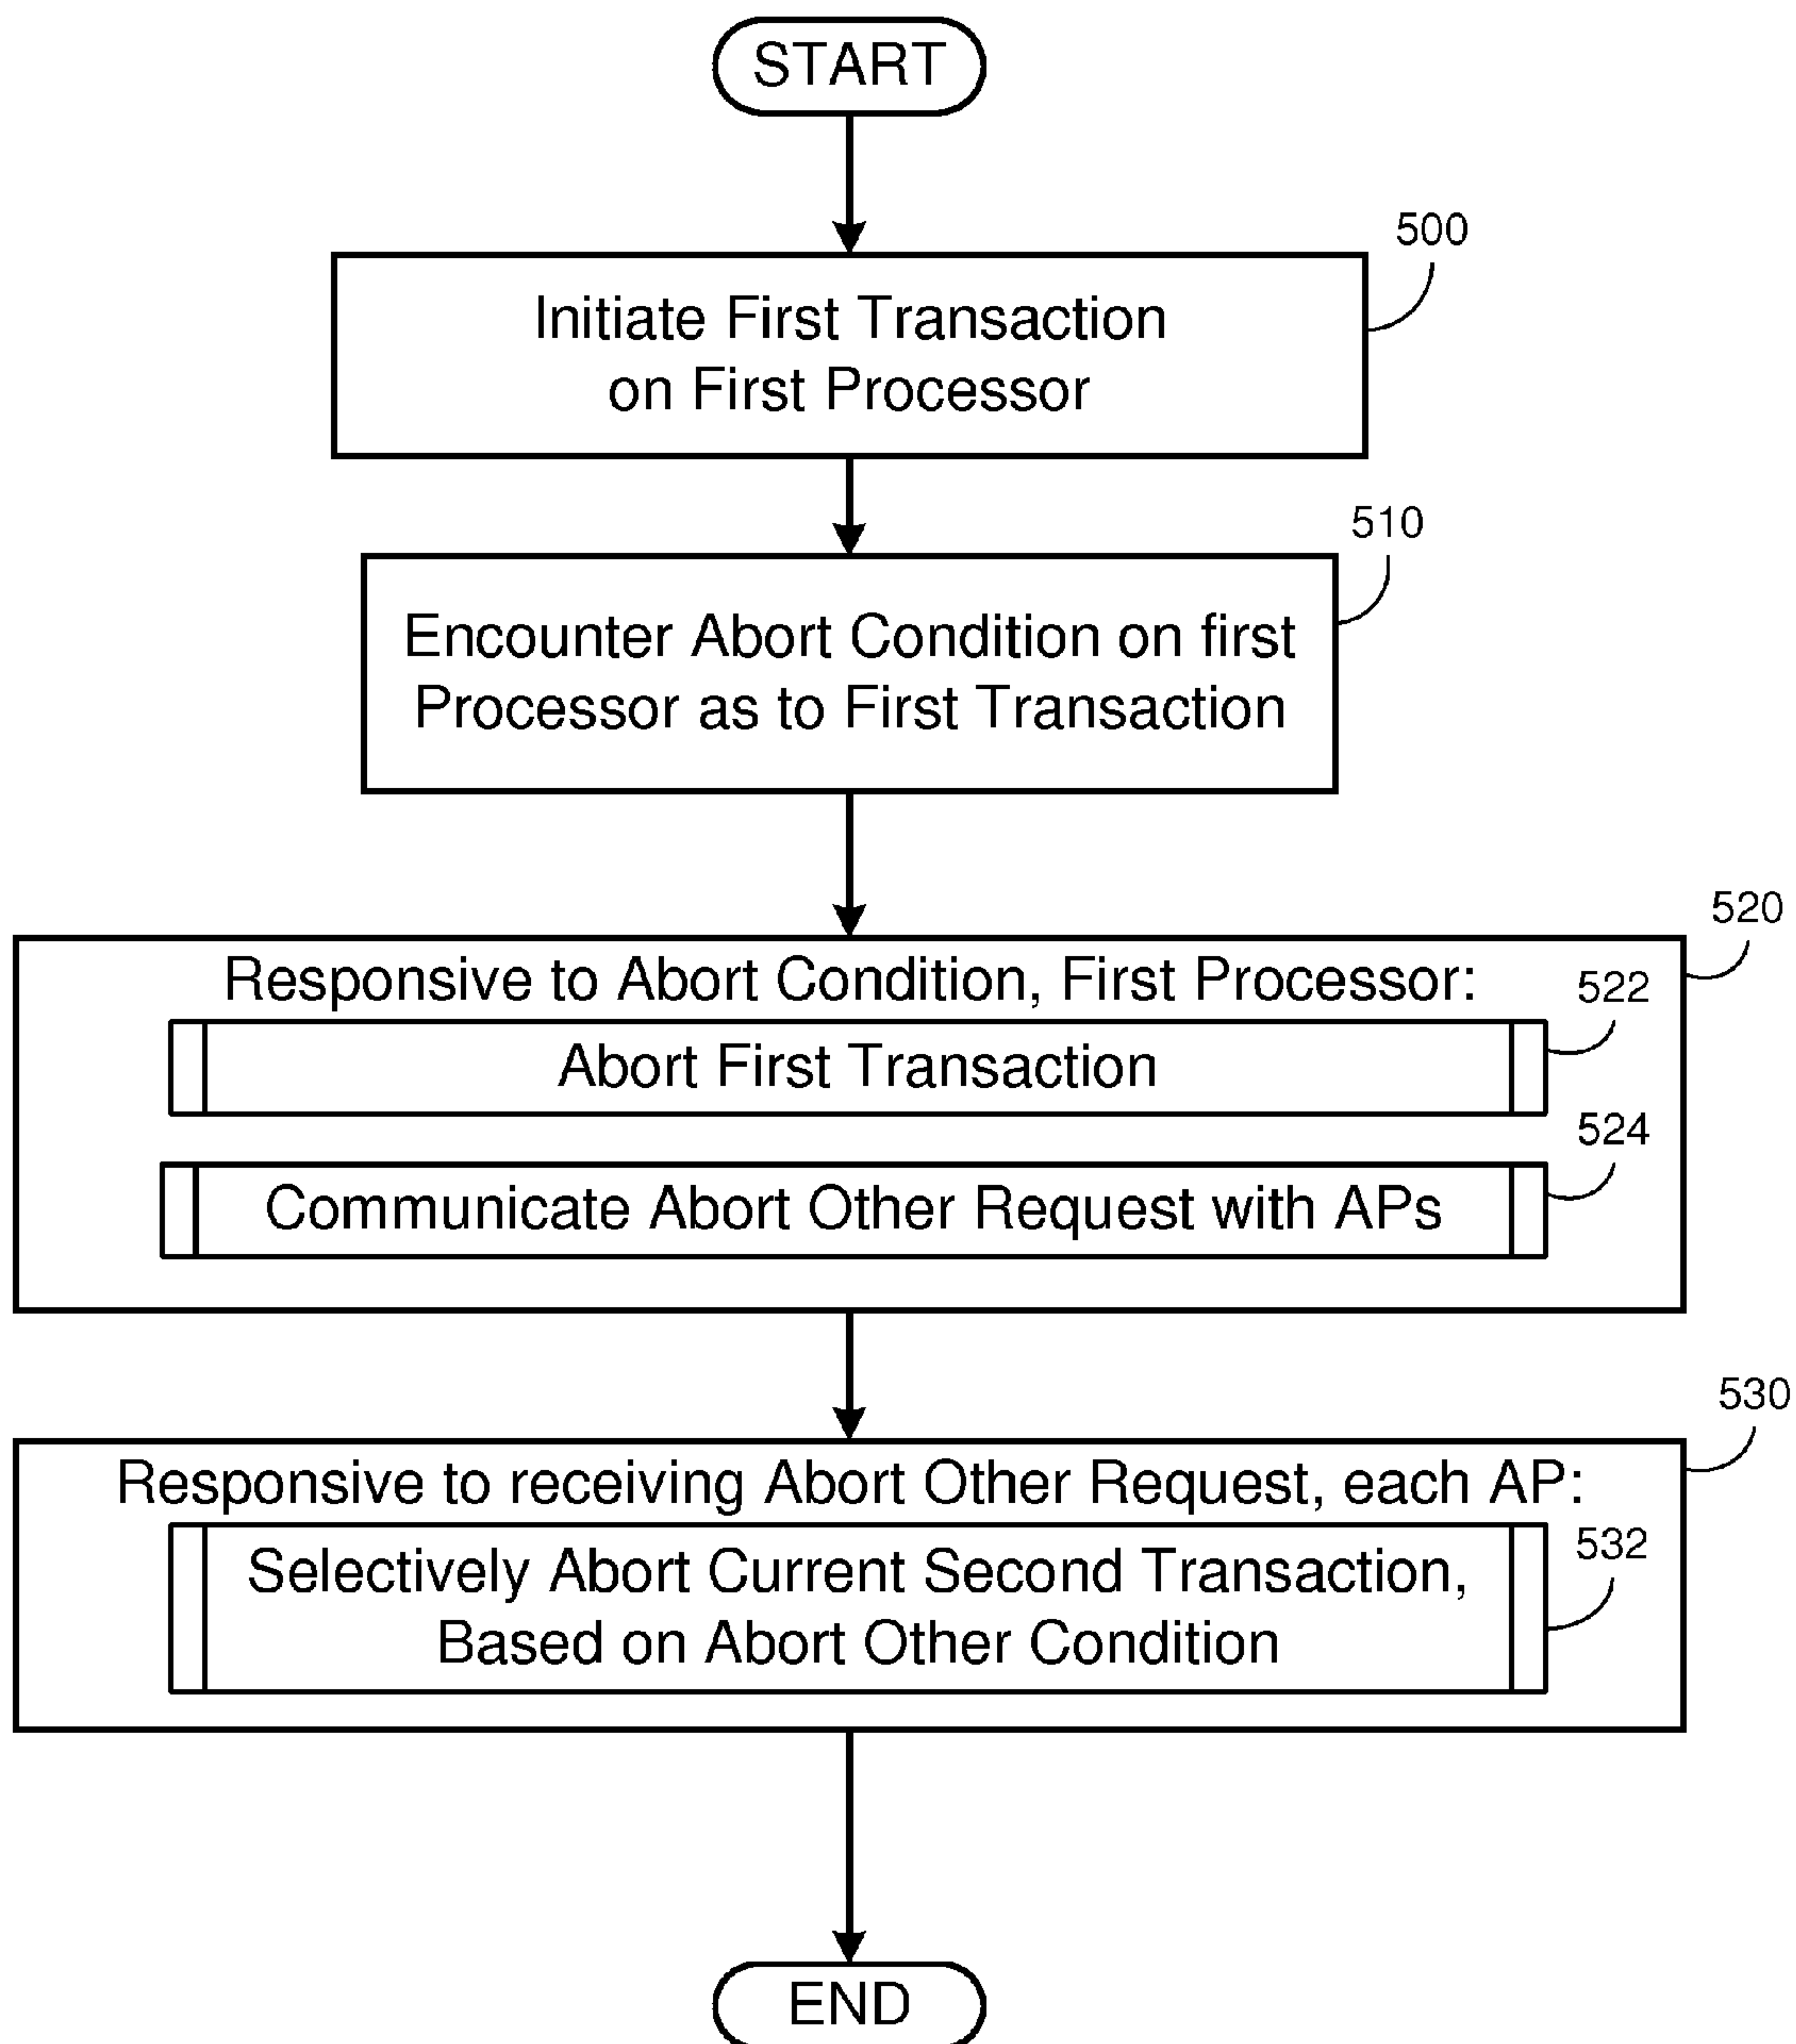 START
500
Initiate First Transaction
on First Processor
510
Encounter Abort Condition on first
Processor as to First Transaction
520
Responsive to Abort Condition, First Processor:
522
Abort First Transaction
524
Communicate Abort Other Request with APs
530
Responsive to receiving Abort Other Request, each AP:
532
Selectively Abort Current Second Transaction,
Based on Abort Other Condition
END